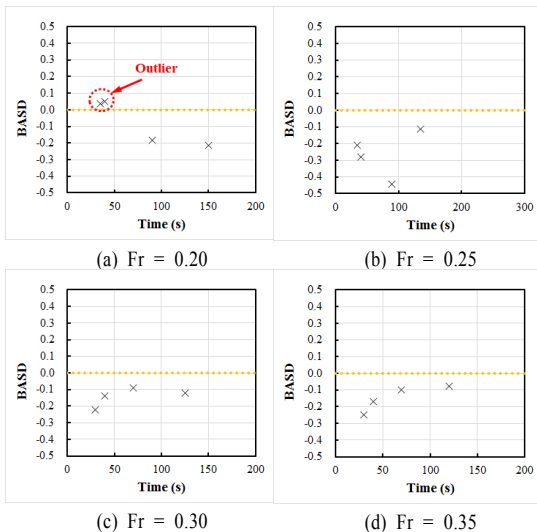 0.5
0.4
0.3
0.2
0.1
0.0
-0.1
-0.2
-0.3
-0.4
-0.5
BASD
Outlier
0 50 100 150 200
Time (s)
(a) Fr = 0.20
0.5
0.4
0.3
0.2
0.1
0.0
-0.1
-0.2
-0.3
-0.4
-0.5
BASD
0 100 200 300
Time (s)
(b) Fr = 0.25
0.5
0.4
0.3
0.2
0.1
0.0
-0.1
-0.2
-0.3
-0.4
-0.5
BASD
0 50 100 150 200
Time (s)
(c) Fr = 0.30
0.5
0.4
0.3
0.2
0.1
0.0
-0.1
-0.2
-0.3
-0.4
-0.5
BASD
0 50 100 150 200
Time (s)
(d) Fr = 0.35